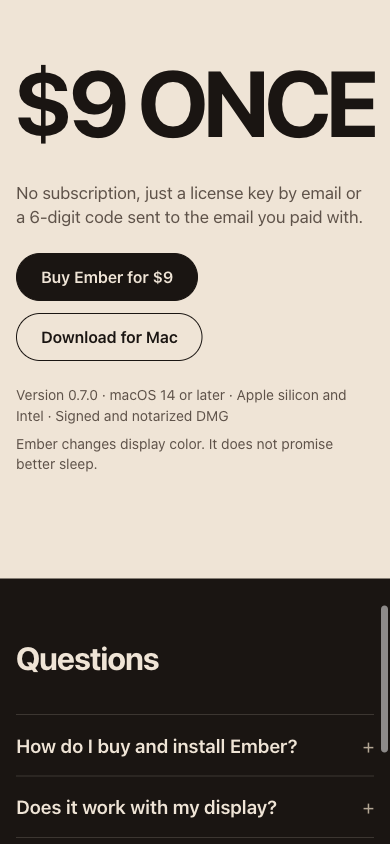 $9 ONCE
No subscription, just a license key by email or
a 6-digit code sent to the email you paid with.
Buy Ember for $9
Download for Mac
Version 0.7.0 · macOS 14 or later · Apple silicon and
Intel · Signed and notarized DMG
Ember changes display color. It does not promise
better sleep.
Questions
How do I buy and install Ember? +
Does it work with my display? +